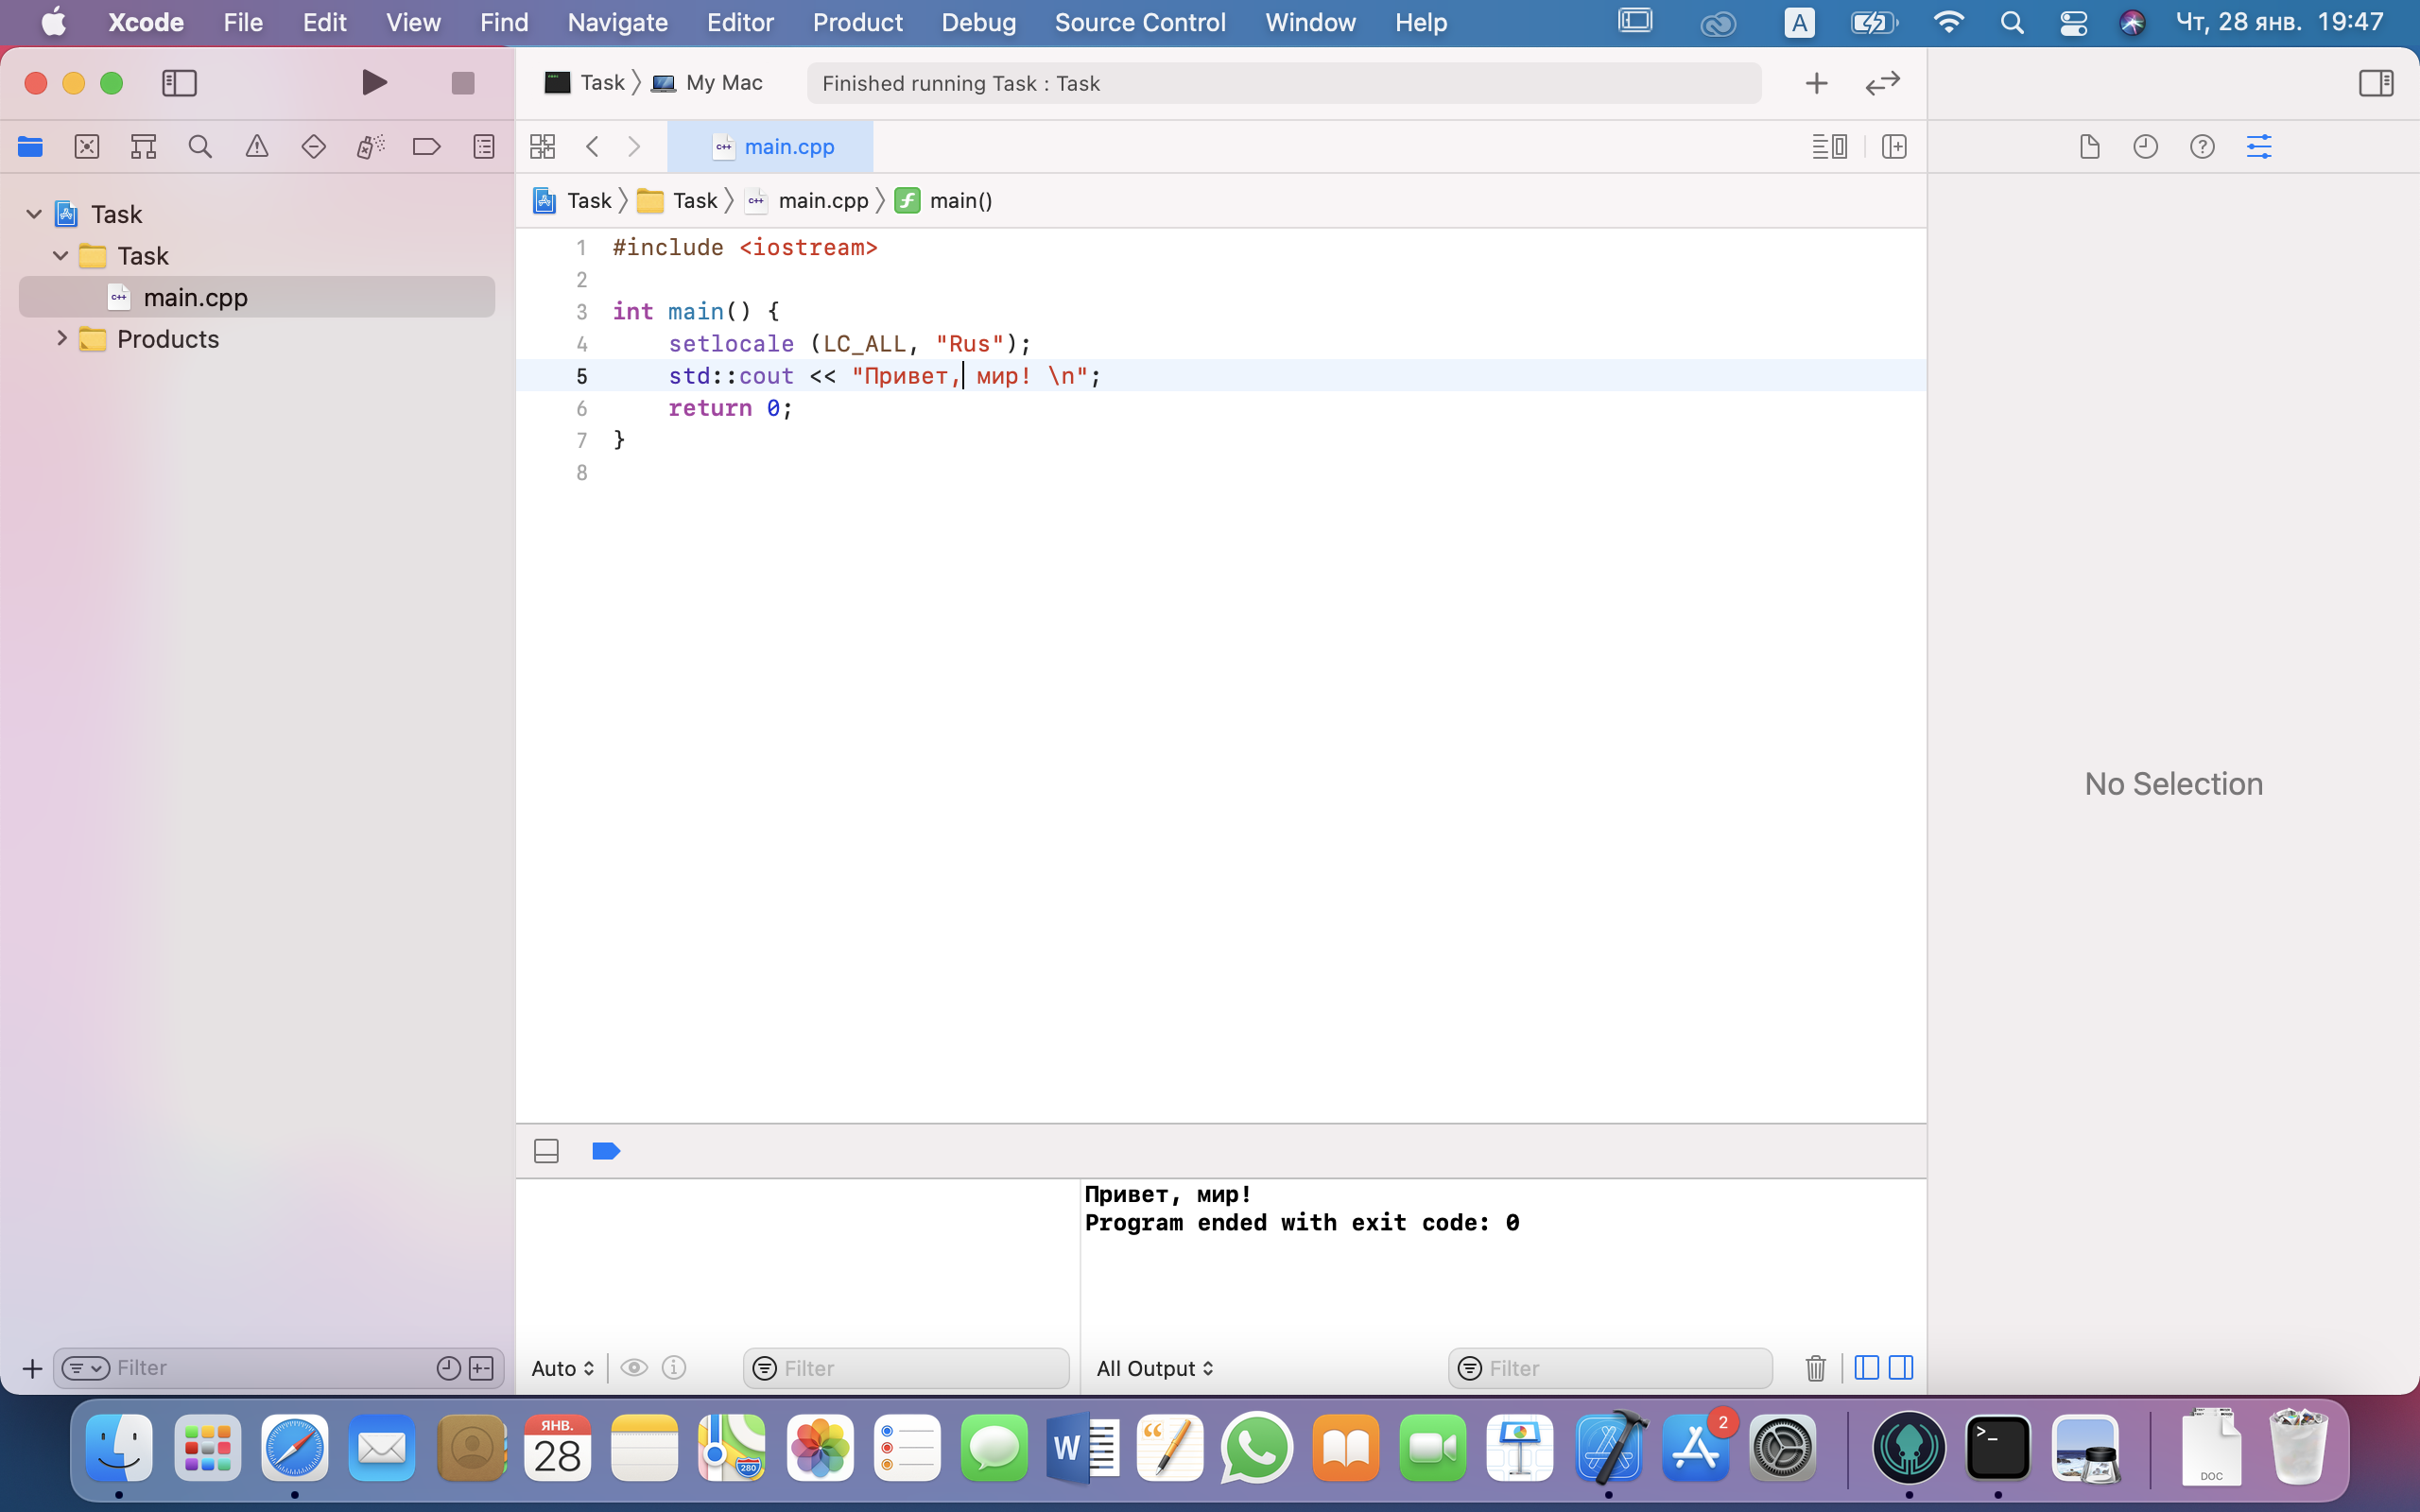 Xcode File Edit View Find Navigate Editor Product Debug Source Control Window Help A Чт, 28 янв. 19:47
Task My Mac Finished running Task : Task
main.cpp
Task Task main.cpp main()
Task
Task
main.cpp
Products
1 #include <iostream>
2
3 int main() {
4 setlocale (LC_ALL, "Rus");
5 std::cout << "Привет, мир! \n";
6 return 0;
7 }
8
No Selection
Привет, мир!
Program ended with exit code: 0
Filter Auto Filter All Output Filter
ЯНВ.
28
280
W
2
DOC